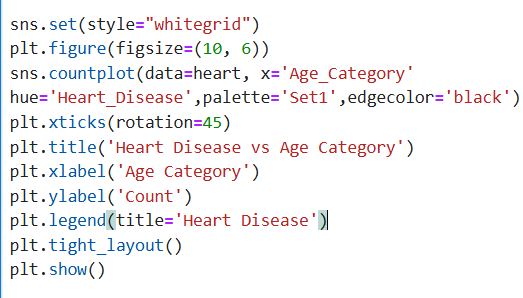 sns.set(style="whitegrid")
plt.figure(figsize=(10, 6))
sns.countplot(data=heart, x='Age_Category'
hue='Heart_Disease',palette='Set1',edgecolor='black')
plt.xticks(rotation=45)
plt.title('Heart Disease vs Age Category')
plt.xlabel('Age Category')
plt.ylabel('Count')
plt.legend(title='Heart Disease')
plt.tight_layout()
plt.show()